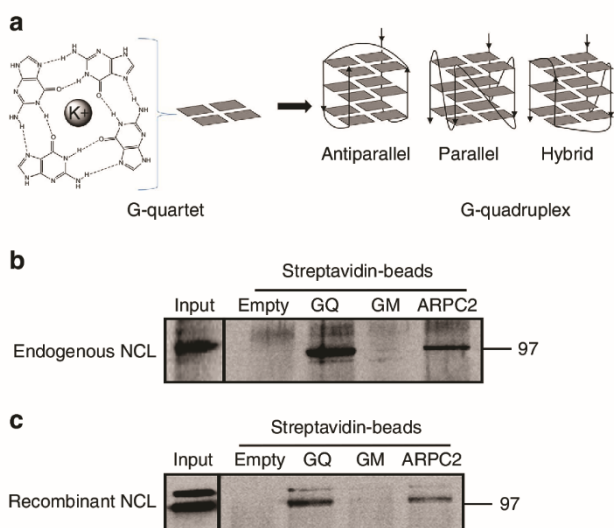 a
K+
Antiparallel Parallel Hybrid
G-quartet G-quadruplex
b
Streptavidin-beads
Input Empty GQ GM ARPC2
Endogenous NCL 97
c
Streptavidin-beads
Input Empty GQ GM ARPC2
Recombinant NCL 97